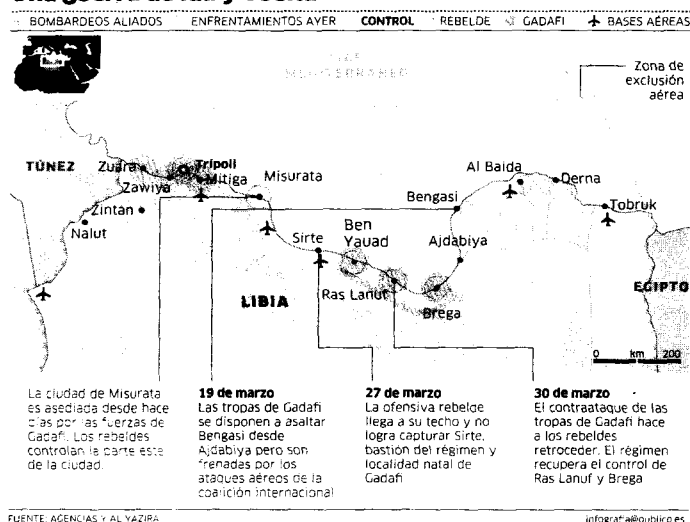 BOMBARDEOS ALIADOS ENFRENTAMIENTOS AYER CONTROL REBELDE GADAFI BASES AÉREAS
MAR
MEDITERRÁNEO
Zona de
exclusión
aérea
TÚNEZ
Zuara
Trípoli
Mitiga
Zawiya
Misurata
Zintan
Nalut
Sirte
Ben
Yauad
Ras Lanuf
Brega
Ajdabiya
Bengasi
Al Baida
Derna
Tobruk
LIBIA
EGIPTO
0 km 200
La ciudad de Misurata
es asediada desde hace
días por las fuerzas de
Gadafi. Los rebeldes
controlan la parte este
de la ciudad.
19 de marzo
Las tropas de Gadafi
se disponen a asaltar
Bengasi desde
Ajdabiya pero son
frenadas por los
ataques aéreos de la
coalición internacional
27 de marzo
La ofensiva rebelde
llega a su techo y no
logra capturar Sirte,
bastión del régimen y
localidad natal de
Gadafi
30 de marzo
El contraataque de las
tropas de Gadafi hace
a los rebeldes
retroceder. El régimen
recupera el control de
Ras Lanuf y Brega
FUENTE: AGENCIAS Y AL YAZIRA
infografia@publico.es